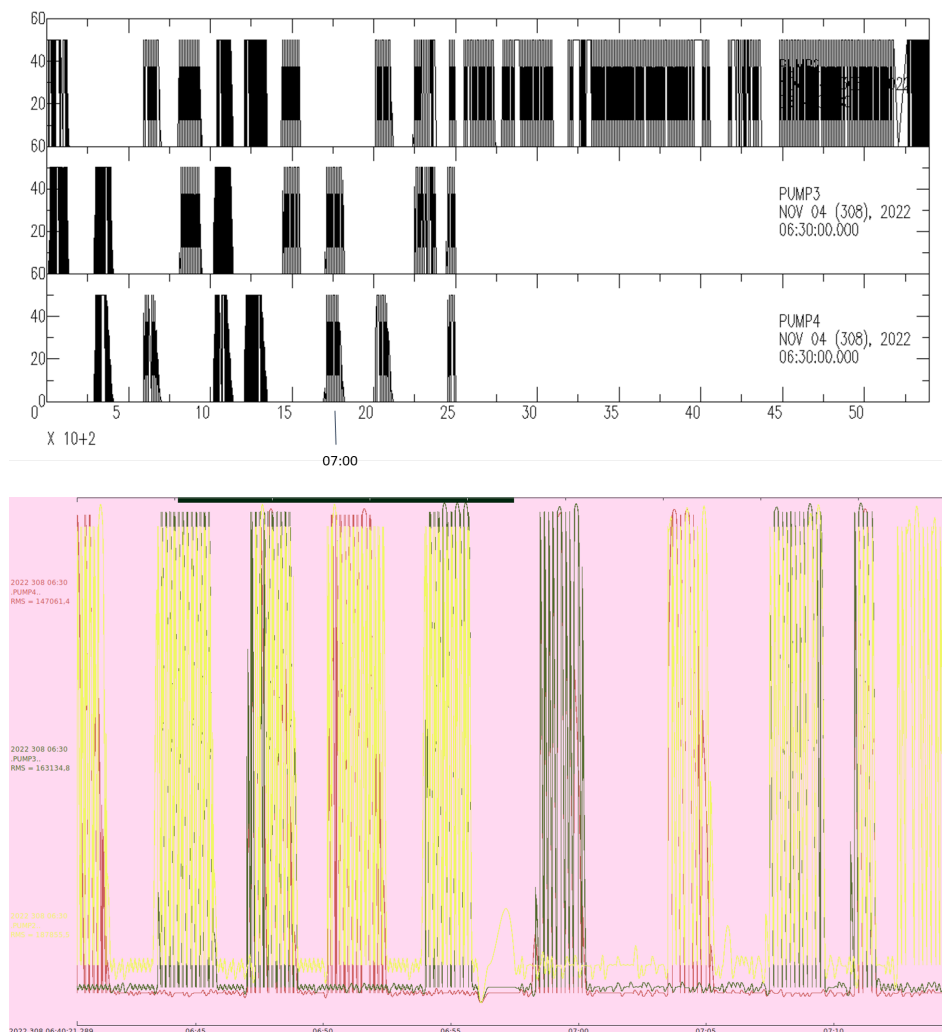 60
40
20
60
40
20
60
40
20
0 5 10 15 20 25 30 35 40 45 50
X 10+2
PUMP3
NOV 04 (308), 2022
06:30:00.000
PUMP4
NOV 04 (308), 2022
06:30:00.000
07:00
2022 308 06:30
.PUMP4..
RMS = 147061,4
2022 308 06:30
.PUMP3..
RMS = 163134,8
2022 308 06:40:21.289 06:45 06:50 06:55 07:00 07:05 07:10